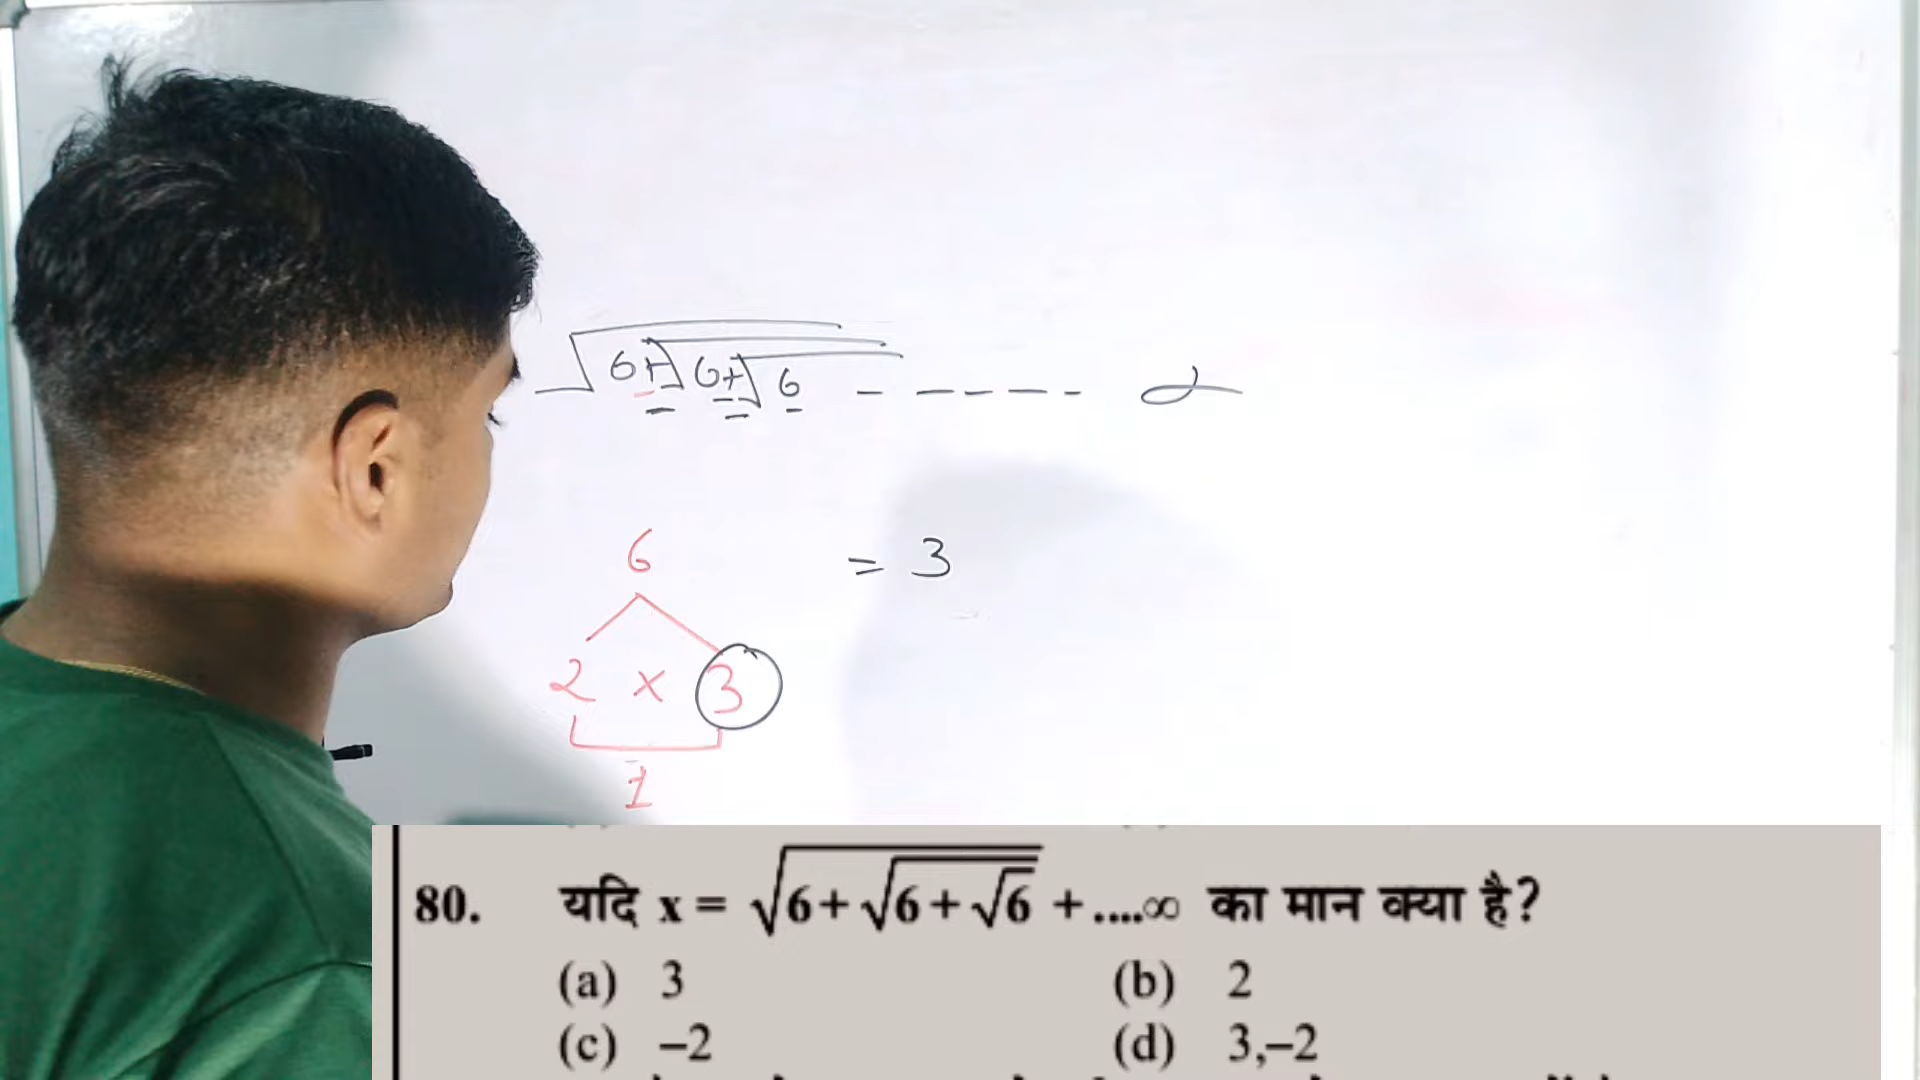 √6+√6+√6 - - - - - ∝
6
= 3
2 x 3
1
80. यदि x = √6+√6+√6 + ....∞ का मान क्या है?
(a) 3 (b) 2
(c) –2 (d) 3,–2